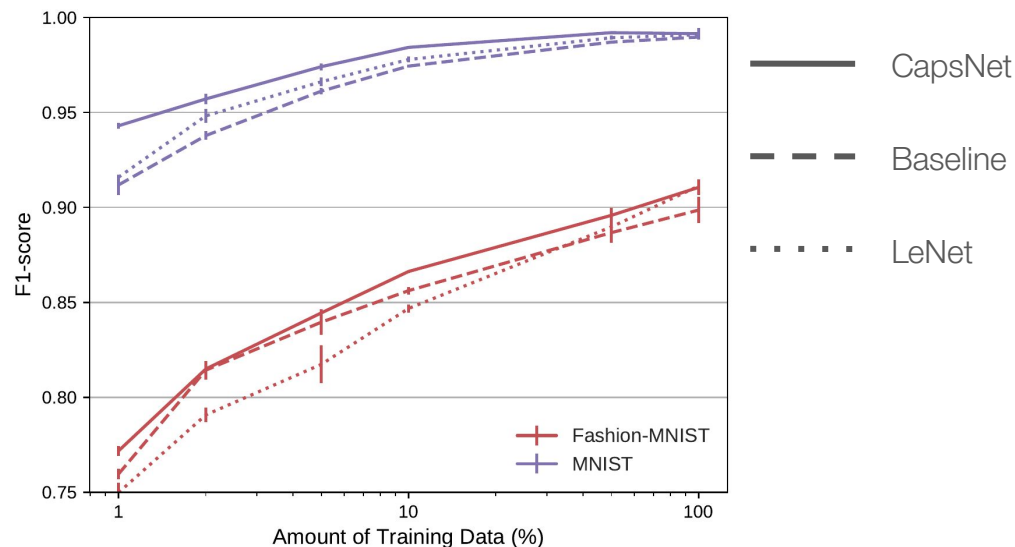 1.00
0.95
0.90
0.85
0.80
0.75
F1-score
1
10
100
Amount of Training Data (%)
Fashion-MNIST
MNIST
CapsNet
Baseline
LeNet